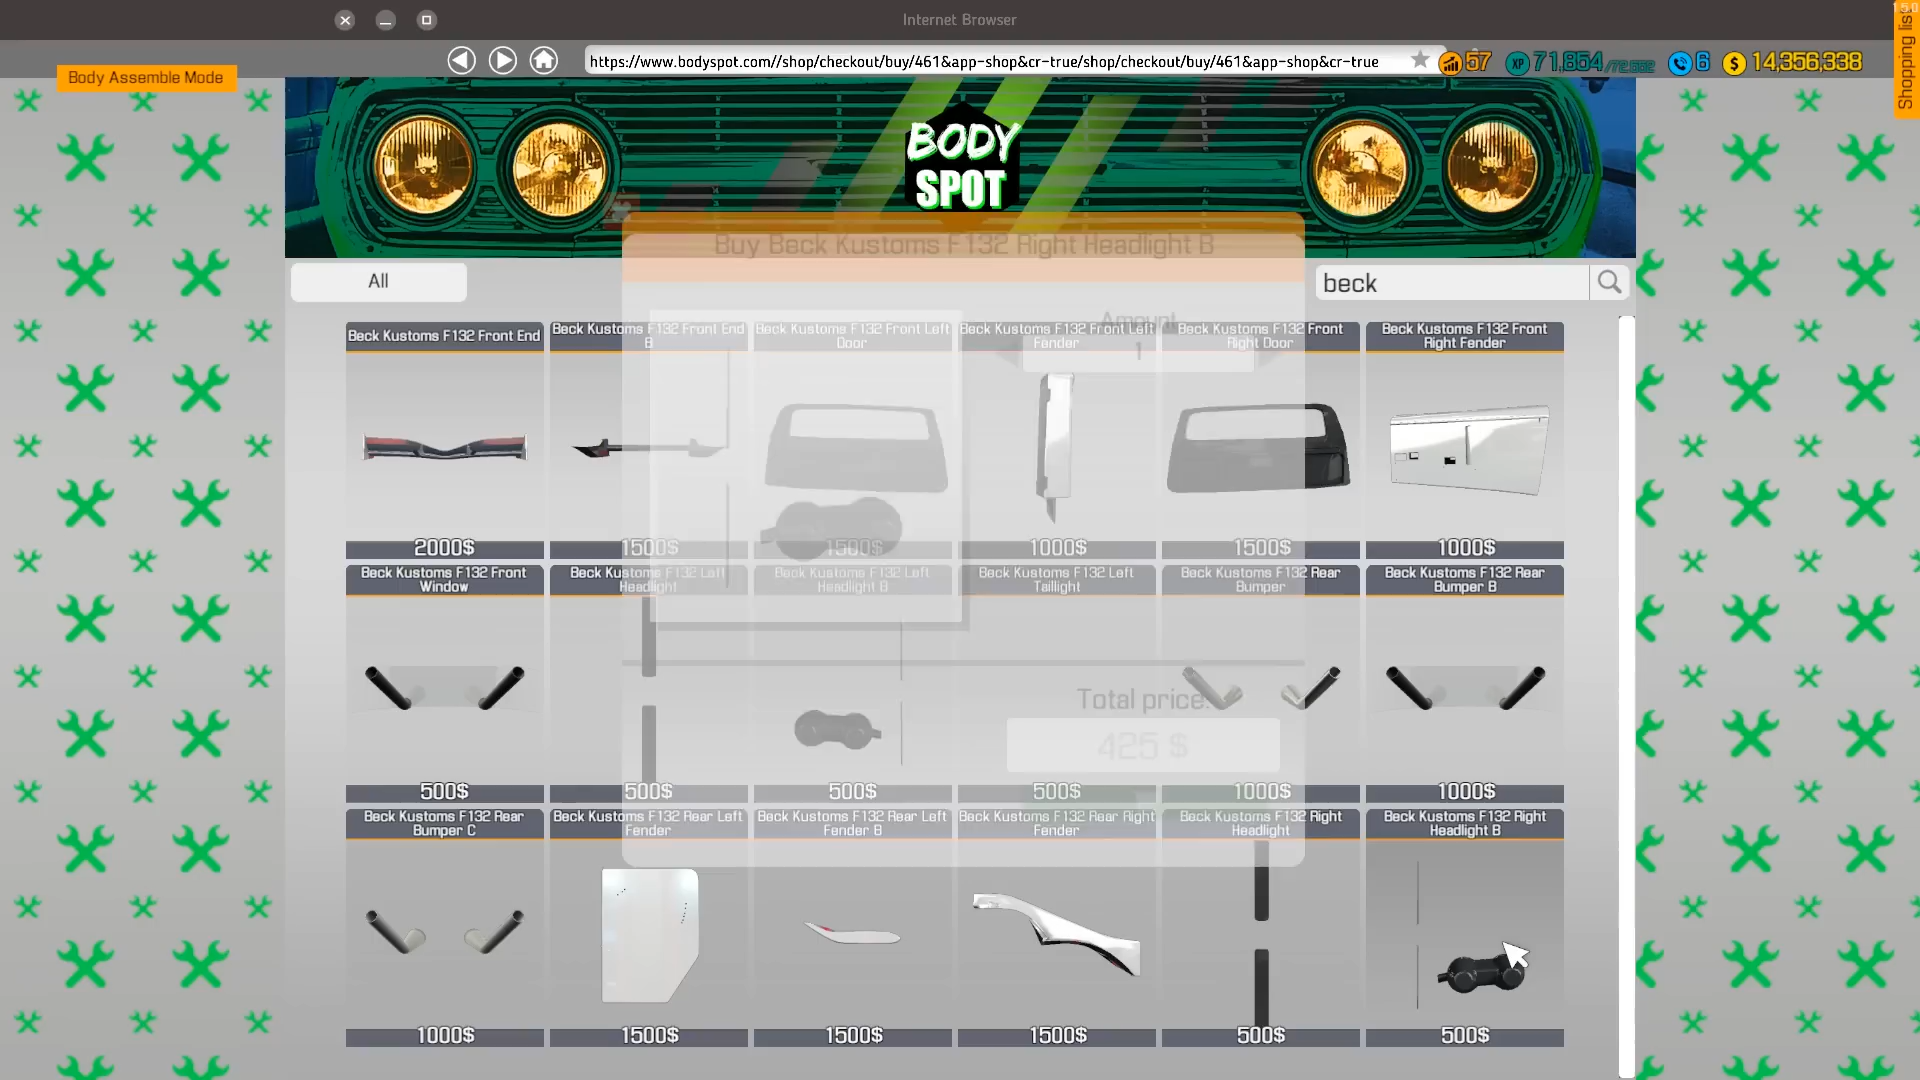 Internet Browser
1.5.0
Shopping list
https://www.bodyspot.com//shop/checkout/buy/461&app-shop&cr-true/shop/checkout/buy/461&app-shop&cr-true
57
XP 71,854
6
$ 14,356,338
Body Assemble Mode
BODY
SPOT
Buy Beck Kustoms F132 Right Headlight B
All
beck
Amount
1
Beck Kustoms F132 Front End
Beck Kustoms F132 Front End B
Beck Kustoms F132 Front Left Door
Beck Kustoms F132 Front Left Fender
Beck Kustoms F132 Front Right Door
Beck Kustoms F132 Front Right Fender
2000$
1500$
1500$
1000$
1500$
1000$
Beck Kustoms F132 Front Window
Beck Kustoms F132 Left Headlight
Beck Kustoms F132 Left Headlight B
Beck Kustoms F132 Left Taillight
Beck Kustoms F132 Rear Bumper
Beck Kustoms F132 Rear Bumper B
Total price:
425 $
500$
500$
500$
500$
1000$
1000$
Beck Kustoms F132 Rear Bumper C
Beck Kustoms F132 Rear Left Fender
Beck Kustoms F132 Rear Left Fender B
Beck Kustoms F132 Rear Right Fender
Beck Kustoms F132 Right Headlight
Beck Kustoms F132 Right Headlight B
1000$
1500$
1500$
1500$
500$
500$